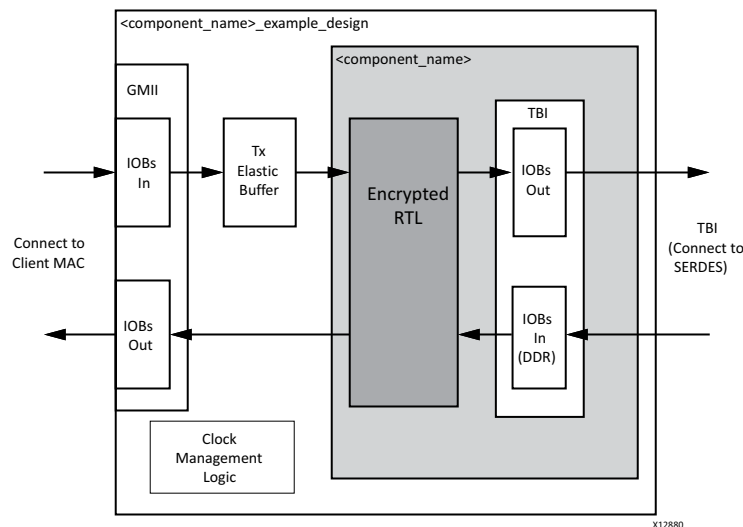 <component_name>_example_design
<component_name>
GMII
TBI
IOBs
In
Tx
Elastic
Buffer
Encrypted
RTL
IOBs
Out
Connect to
Client MAC
TBI
(Connect to
SERDES)
IOBs
Out
IOBs
In
(DDR)
Clock
Management
Logic
X12880